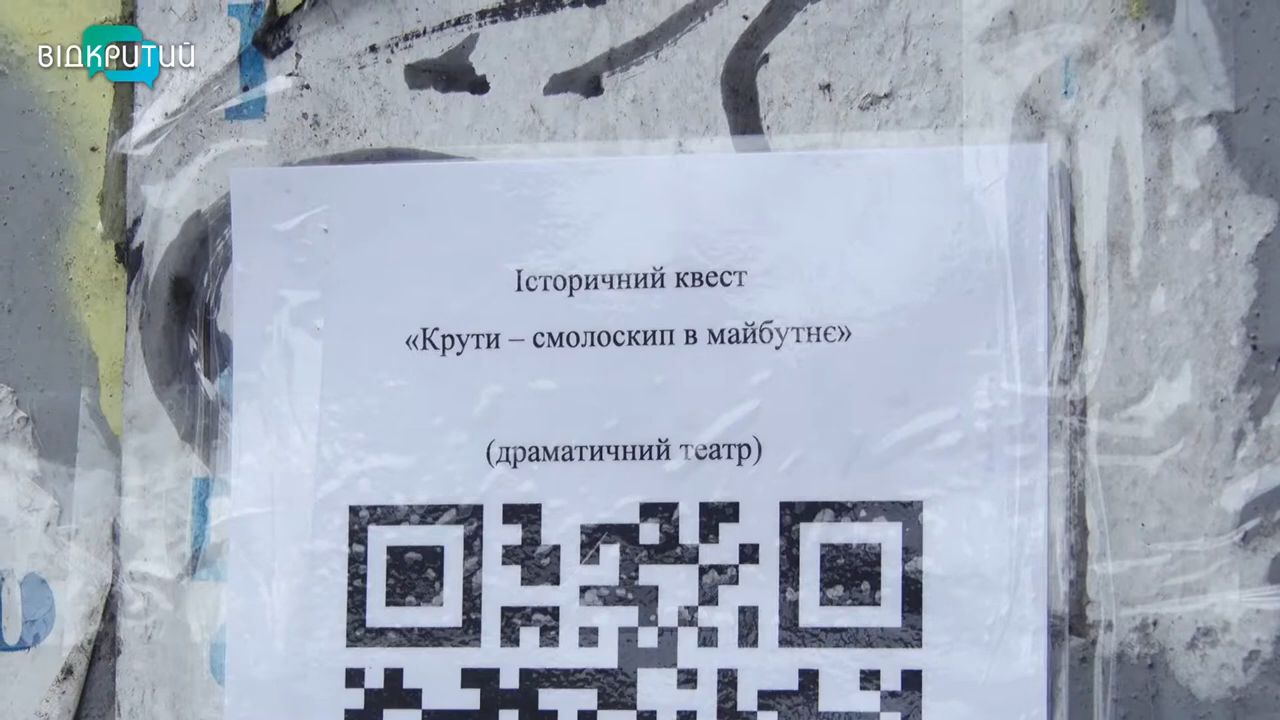 ВІДКРИТИЙ
Історичний квест
«Крути – смолоскип в майбутнє»
(драматичний театр)